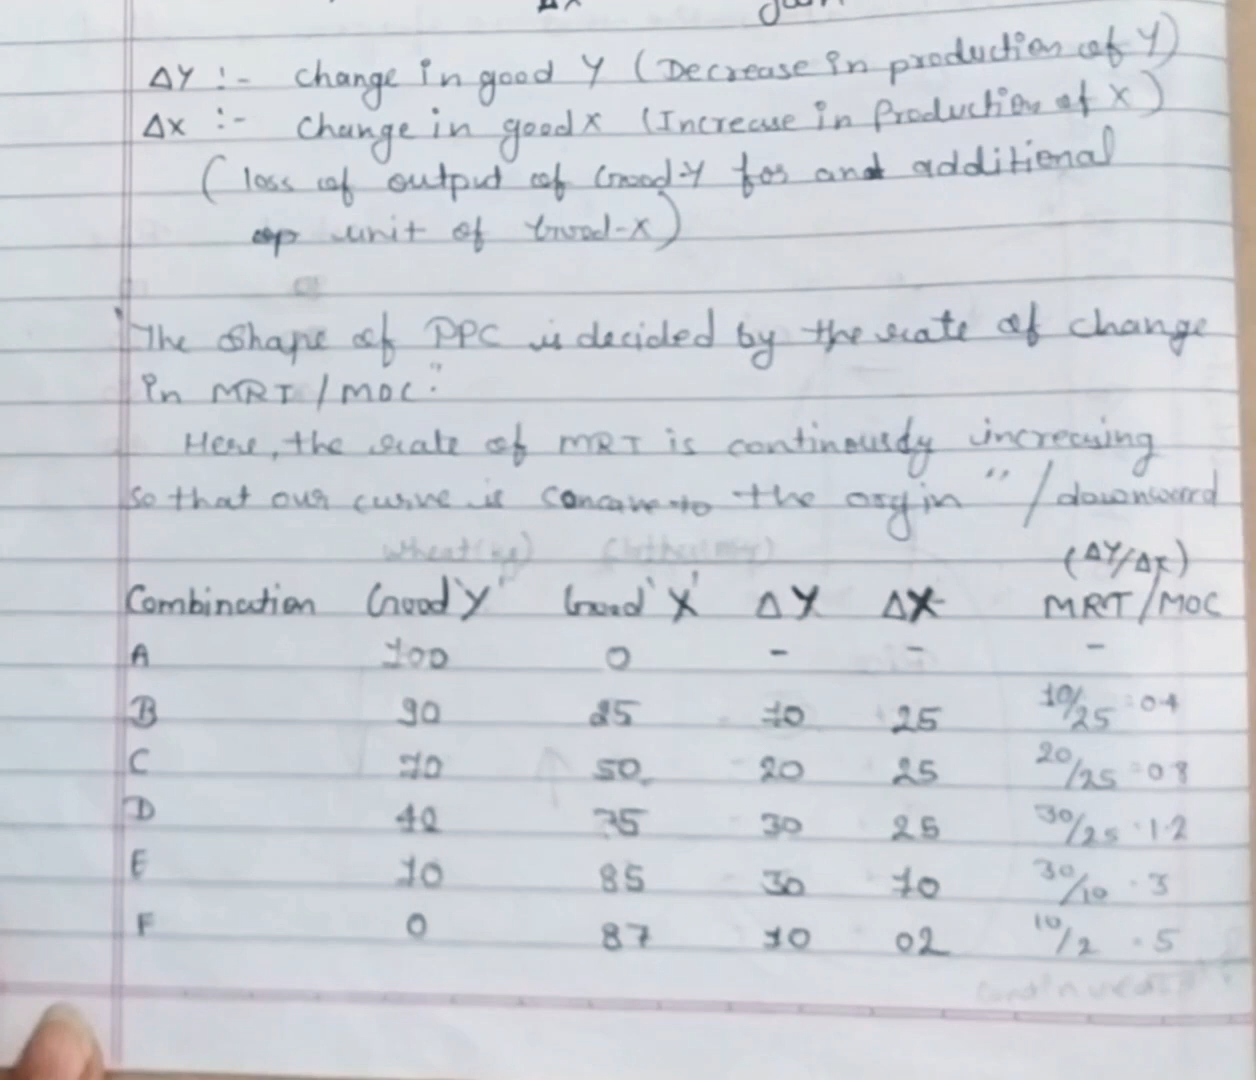 ΔY :- change in good Y (Decrease in production of Y)
Δx :- change in good x (Increase in Production of X)
(loss of output of Good-Y for and additional
unit of Good-X)
"The shape of PPC is decided by the rate of change
in MRT/MOC"
Here, the rate of MRT is continously increasing
so that our curve is concave to the orgin "/downward
wheat(kg)
(ΔY/Δx)
Combination Good Y' Good 'X' ΔY ΔX MRT/MOC
A 100 0 - - -
B 90 25 10 25 10/25 = 0.4
C 70 50 20 25 20/25 = 0.8
D 40 75 30 25 30/25 = 1.2
E 10 85 30 10 30/10 = 3
F 0 87 10 02 10/2 = 5